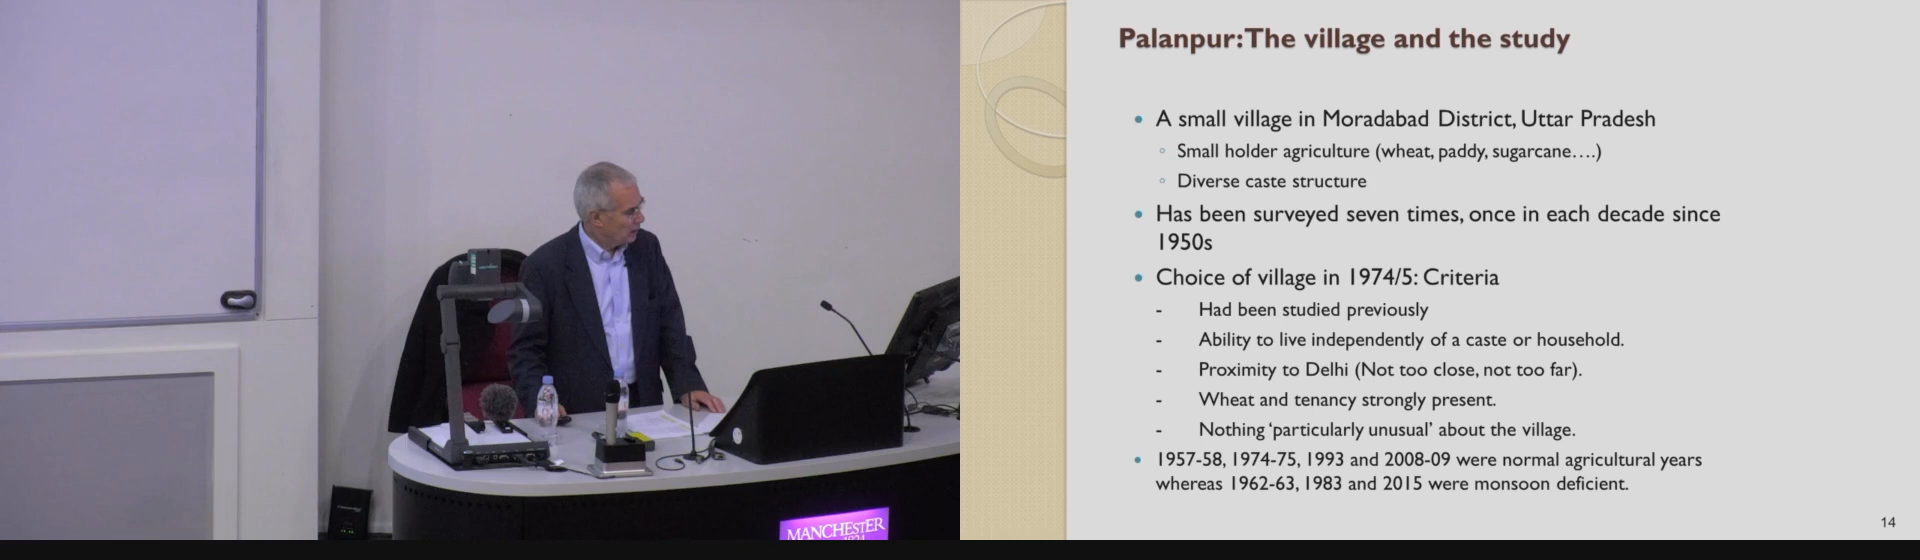 Palanpur: The village and the study
• A small village in Moradabad District, Uttar Pradesh
◦ Small holder agriculture (wheat, paddy, sugarcane….)
◦ Diverse caste structure
• Has been surveyed seven times, once in each decade since
1950s
• Choice of village in 1974/5: Criteria
- Had been studied previously
- Ability to live independently of a caste or household.
- Proximity to Delhi (Not too close, not too far).
- Wheat and tenancy strongly present.
- Nothing ‘particularly unusual’ about the village.
• 1957-58, 1974-75, 1993 and 2008-09 were normal agricultural years
whereas 1962-63, 1983 and 2015 were monsoon deficient.
14
MANCHESTER
1824